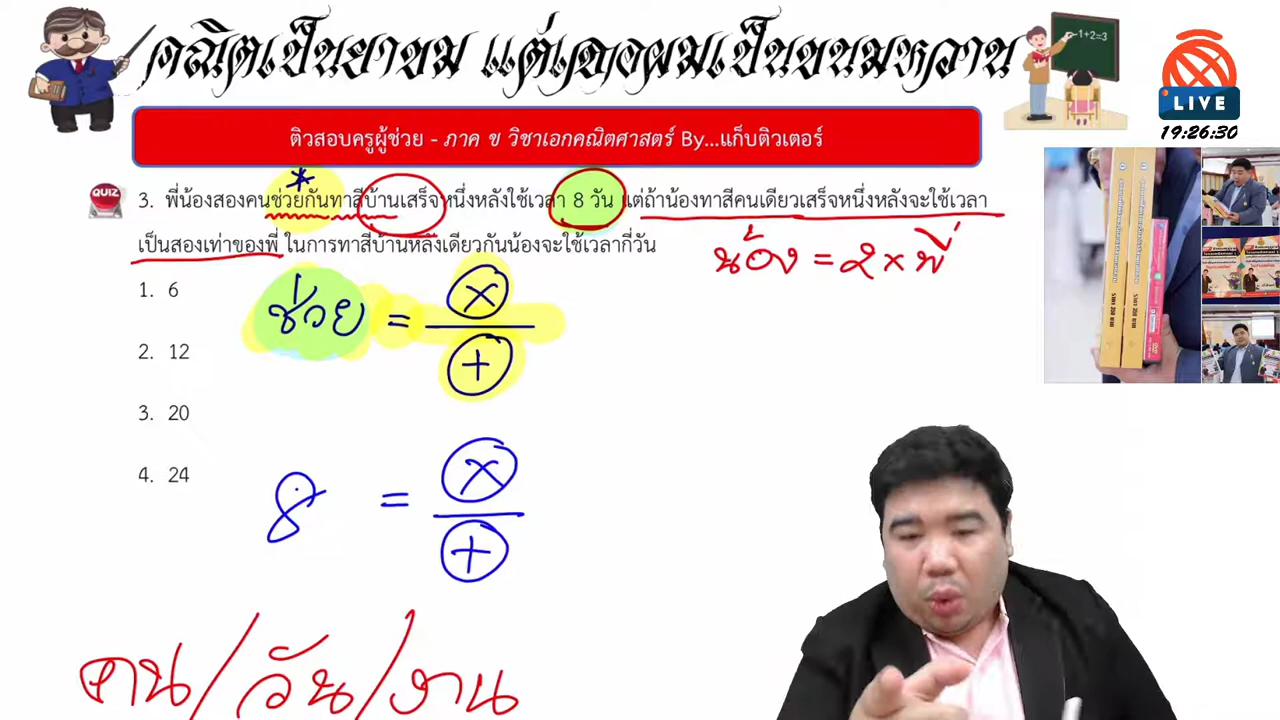 คณิตเป็นยาขม แต่เจอผมเป็นขนมหวาน
-1+2=3
LIVE
19:26:30
ติวสอบครูผู้ช่วย - ภาค ข วิชาเอกคณิตศาสตร์ By...แก็บติวเตอร์
QUIZ
3. พี่น้องสองคนช่วยกันทาสีบ้านเสร็จหนึ่งหลังใช้เวลา 8 วัน แต่ถ้าน้องทาสีคนเดียวเสร็จหนึ่งหลังจะใช้เวลา
เป็นสองเท่าของพี่ ในการทาสีบ้านหลังเดียวกันน้องจะใช้เวลากี่วัน
น้อง = 2 x พี่
1. 6
ช่วย = x
+
2. 12
3. 20
4. 24
8 = x
+
คน/วัน/งาน